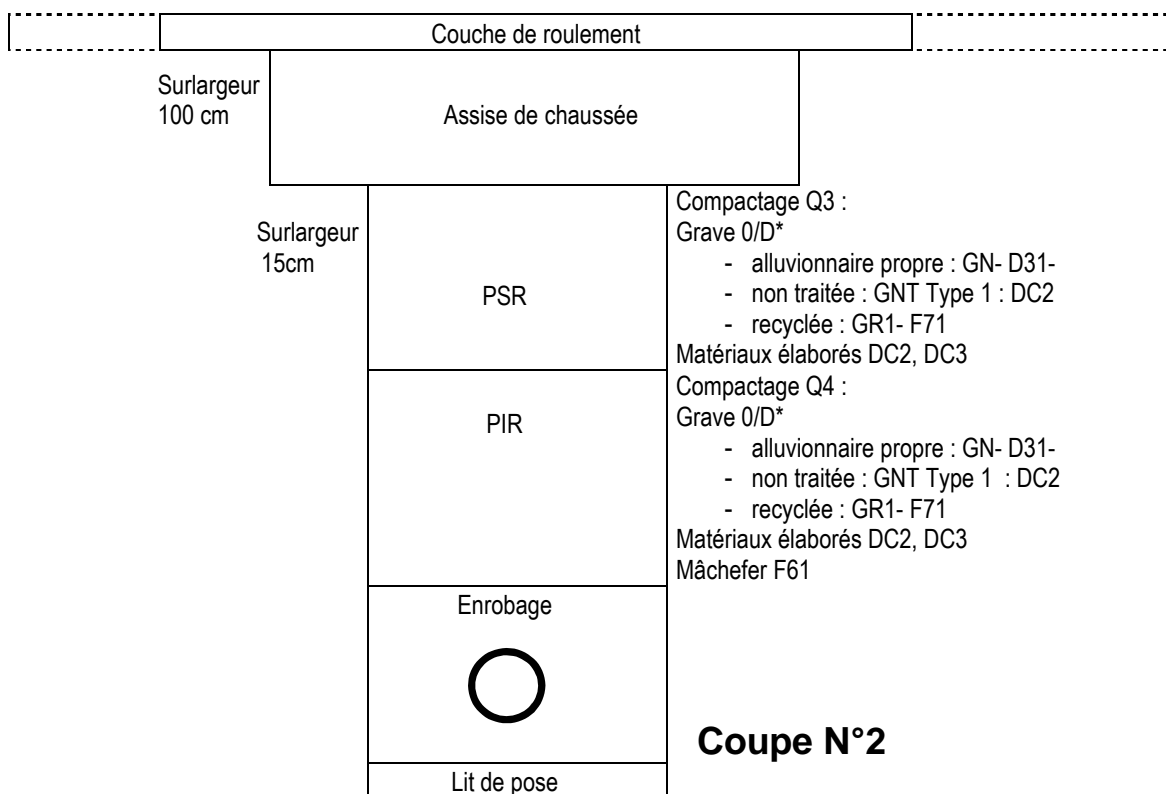 Couche de roulement
Surlargeur
100 cm
Assise de chaussée
Surlargeur
15cm
PSR
Compactage Q3 :
Grave 0/D*
- alluvionnaire propre : GN- D31-
- non traitée : GNT Type 1 : DC2
- recyclée : GR1- F71
Matériaux élaborés DC2, DC3
PIR
Compactage Q4 :
Grave 0/D*
- alluvionnaire propre : GN- D31-
- non traitée : GNT Type 1 : DC2
- recyclée : GR1- F71
Matériaux élaborés DC2, DC3
Mâchefer F61
Enrobage
Coupe N°2
Lit de pose